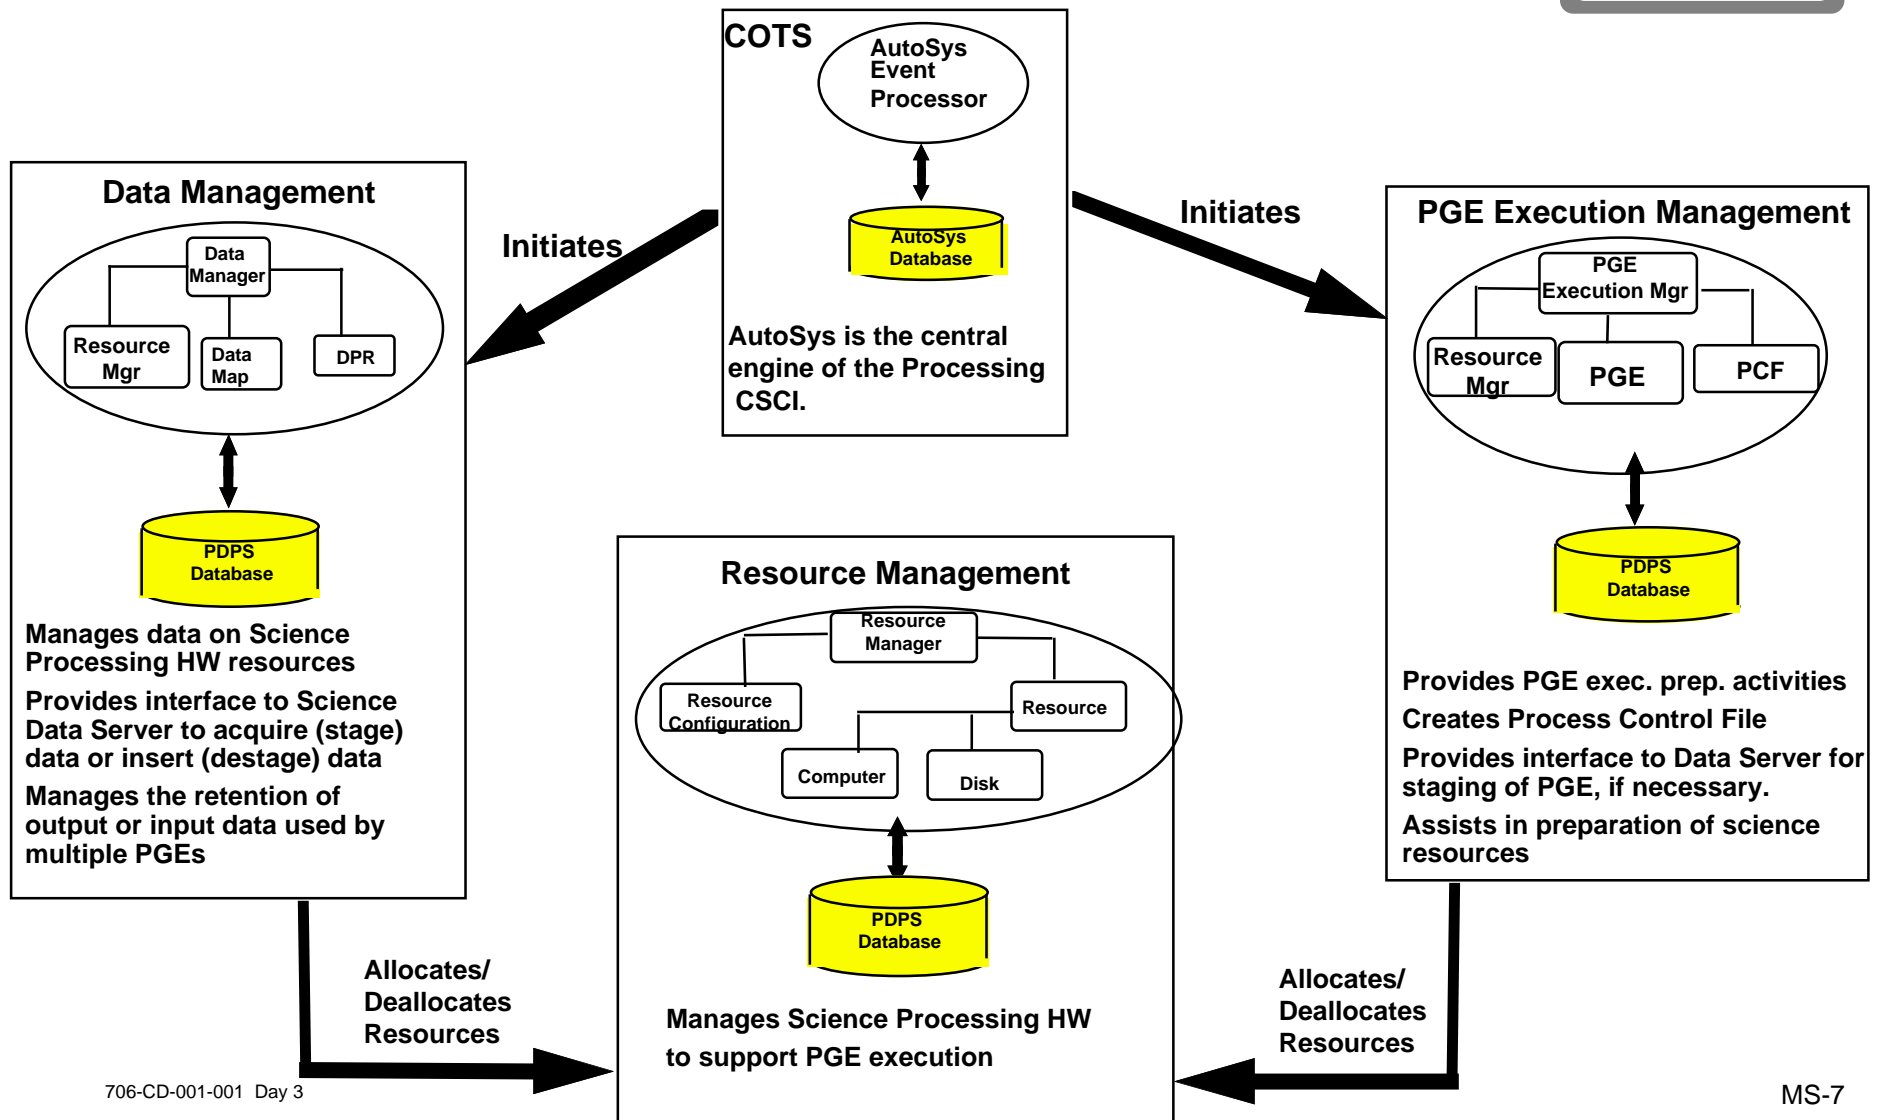 COTS
AutoSys
Event
Processor
AutoSys
Database
AutoSys is the central
engine of the Processing
CSCI.
Initiates
Initiates
Data Management
Data
Manager
Resource
Mgr
Data
Map
DPR
PDPS
Database
Manages data on Science
Processing HW resources
Provides interface to Science
Data Server to acquire (stage)
data or insert (destage) data
Manages the retention of
output or input data used by
multiple PGEs
PGE Execution Management
PGE
Execution Mgr
Resource
Mgr
PGE
PCF
PDPS
Database
Provides PGE exec. prep. activities
Creates Process Control File
Provides interface to Data Server for
staging of PGE, if necessary.
Assists in preparation of science
resources
Resource Management
Resource
Manager
Resource
Configuration
Resource
Computer
Disk
PDPS
Database
Manages Science Processing HW
to support PGE execution
Allocates/
Deallocates
Resources
Allocates/
Deallocates
Resources
706-CD-001-001 Day 3
MS-7